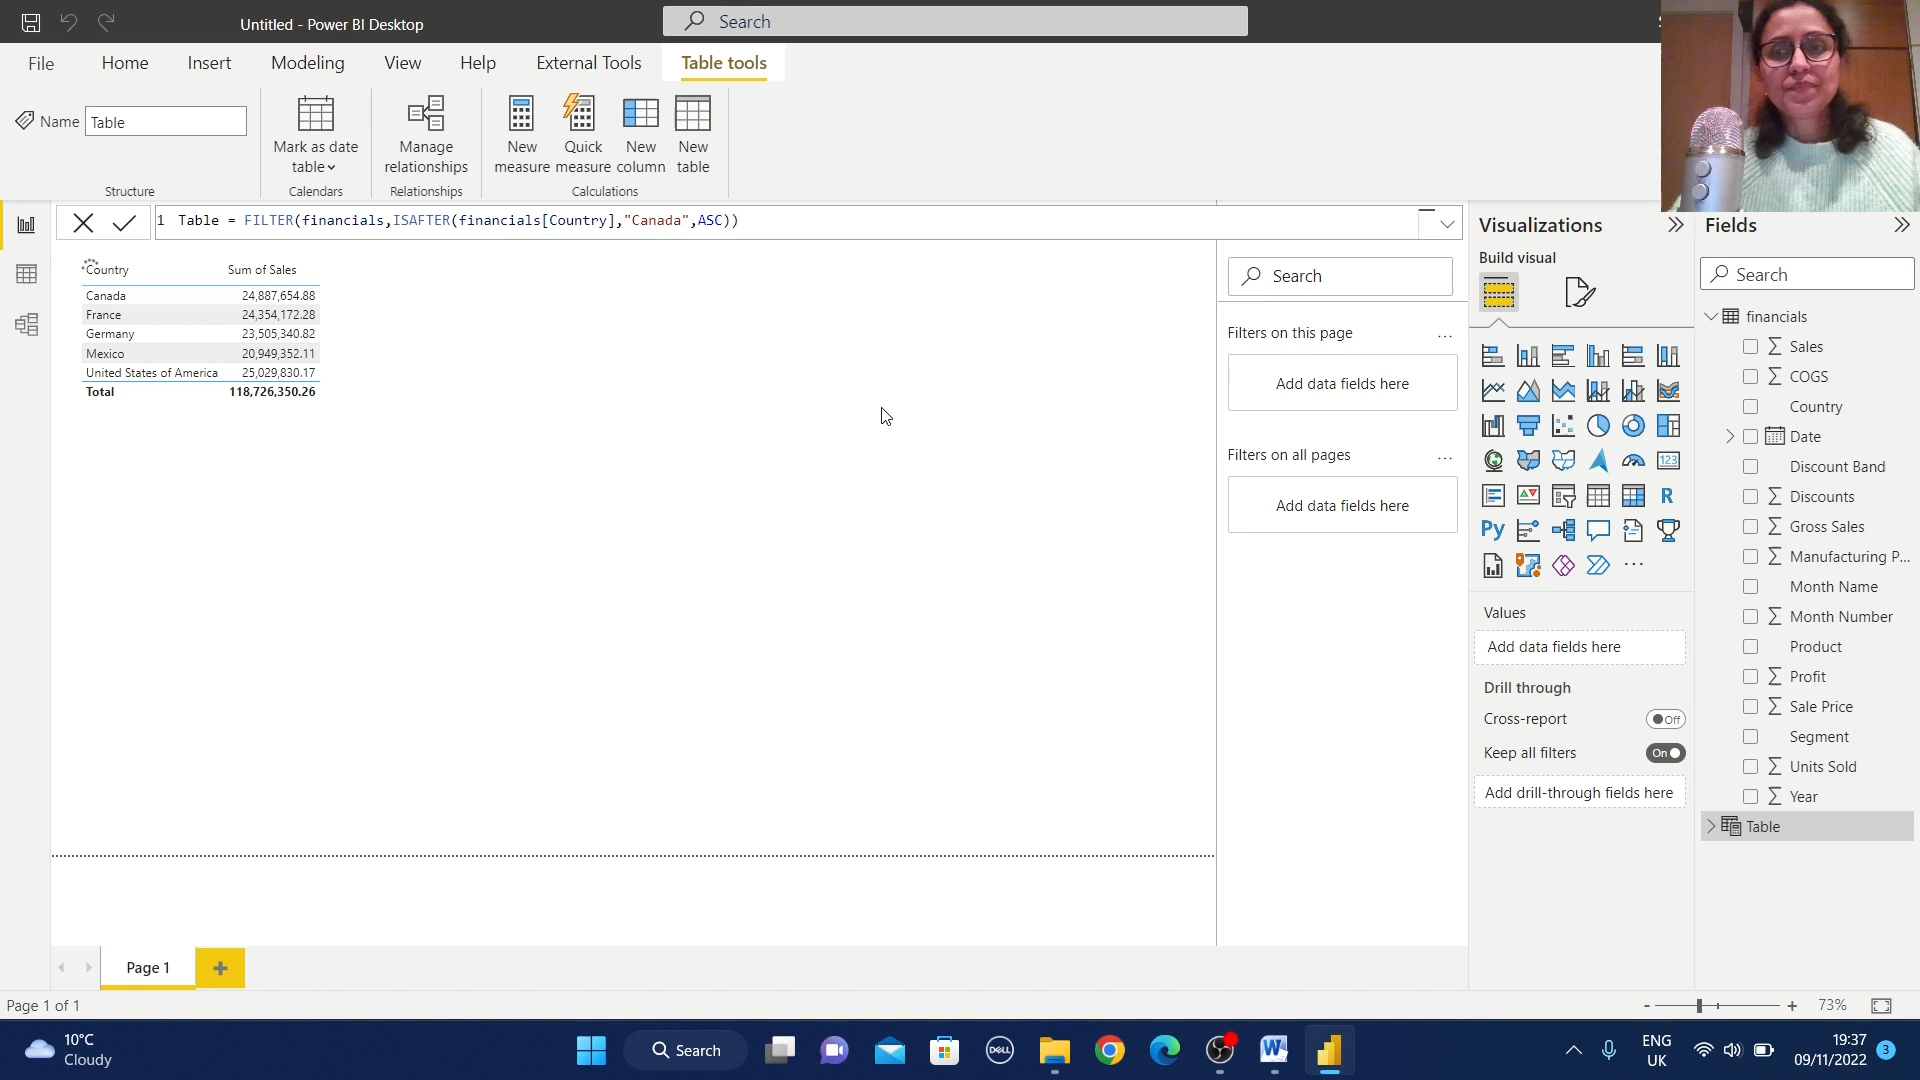 Untitled - Power BI Desktop
Search
File Home Insert Modeling View Help External Tools Table tools
Name Table
Mark as date table
Manage relationships
New measure
Quick measure
New column
New table
Structure
Calendars
Relationships
Calculations
1 Table = FILTER(financials,ISAFTER(financials[Country],"Canada",ASC))
Country Sum of Sales
Canada 24,887,654.88
France 24,354,172.28
Germany 23,505,340.82
Mexico 20,949,352.11
United States of America 25,029,830.17
Total 118,726,350.26
Search
Filters on this page ...
Add data fields here
Filters on all pages ...
Add data fields here
Visualizations
Build visual
123
R
Py
...
Values
Add data fields here
Drill through
Cross-report Off
Keep all filters On
Add drill-through fields here
Fields
Search
financials
Sales
COGS
Country
Date
Discount Band
Discounts
Gross Sales
Manufacturing P...
Month Name
Month Number
Product
Profit
Sale Price
Segment
Units Sold
Year
Table
Page 1
Page 1 of 1
- + 73%
10°C
Cloudy
Search
DELL
W
ENG
UK
19:37
09/11/2022
3